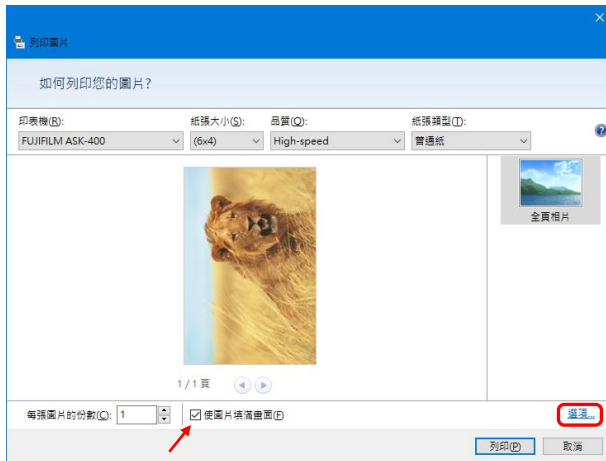 列印圖片
如何列印您的圖片?
印表機(R): 紙張大小(S): 品質(Q): 紙張類型(T):
FUJIFILM ASK-400 (6x4) High-speed 普通紙
全頁相片
1 / 1 頁
每張圖片的份數(C): 1 使圖片填滿畫面(F) 選項...
列印(P) 取消